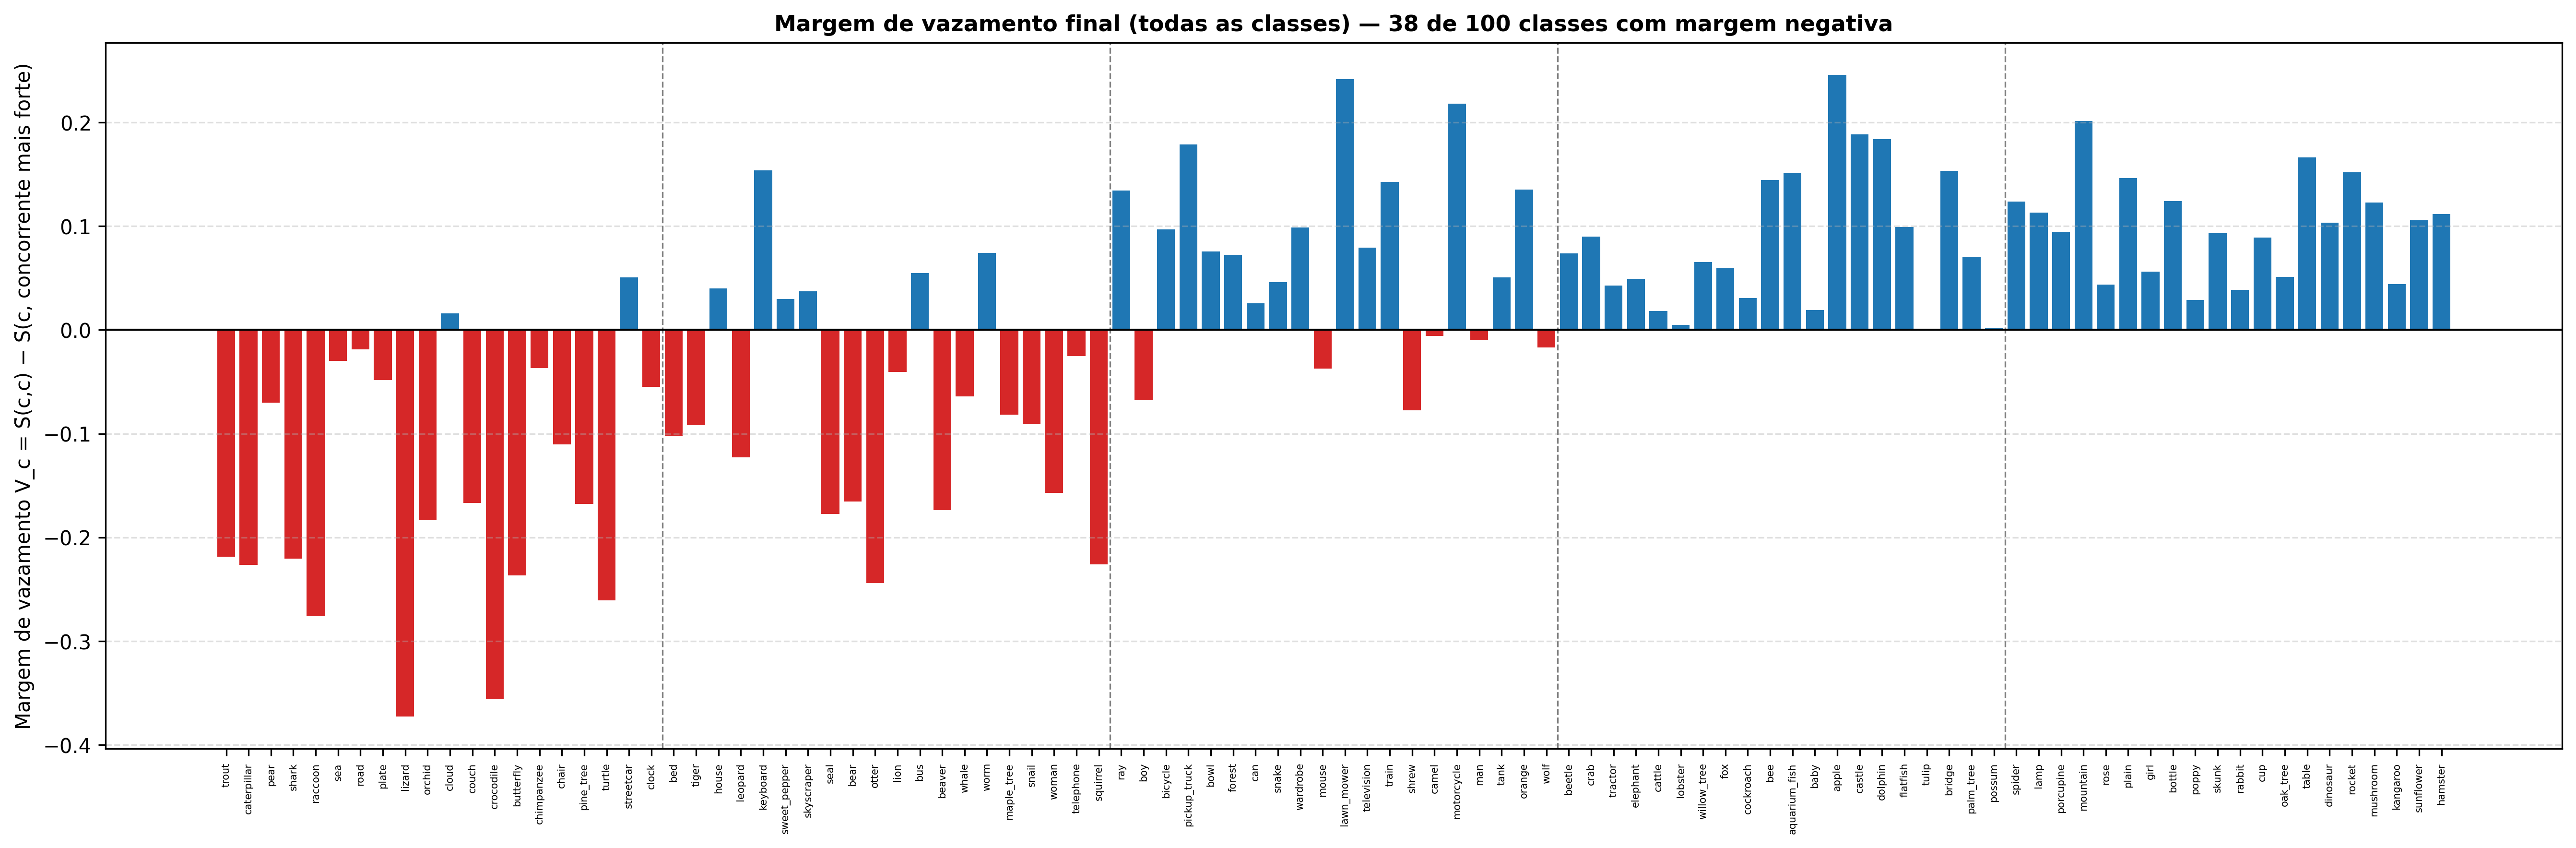 Margem de vazamento final (todas as classes) — 38 de 100 classes com margem negativa
Margem de vazamento V_c = S(c,c) − S(c, concorrente mais forte)
0.2
0.1
0.0
−0.1
−0.2
−0.3
−0.4
trout
caterpillar
pear
shark
raccoon
sea
road
plate
lizard
orchid
cloud
couch
crocodile
butterfly
chimpanzee
chair
pine_tree
turtle
streetcar
clock
bed
tiger
house
leopard
keyboard
sweet_pepper
skyscraper
seal
bear
otter
lion
bus
beaver
whale
worm
maple_tree
snail
woman
telephone
squirrel
ray
boy
bicycle
pickup_truck
bowl
forest
can
snake
wardrobe
mouse
lawn_mower
television
train
shrew
camel
motorcycle
man
tank
orange
wolf
beetle
crab
tractor
elephant
cattle
lobster
willow_tree
fox
cockroach
bee
aquarium_fish
baby
apple
castle
dolphin
flatfish
tulip
bridge
palm_tree
possum
spider
lamp
porcupine
mountain
rose
plain
girl
bottle
poppy
skunk
rabbit
cup
oak_tree
table
dinosaur
rocket
mushroom
kangaroo
sunflower
hamster